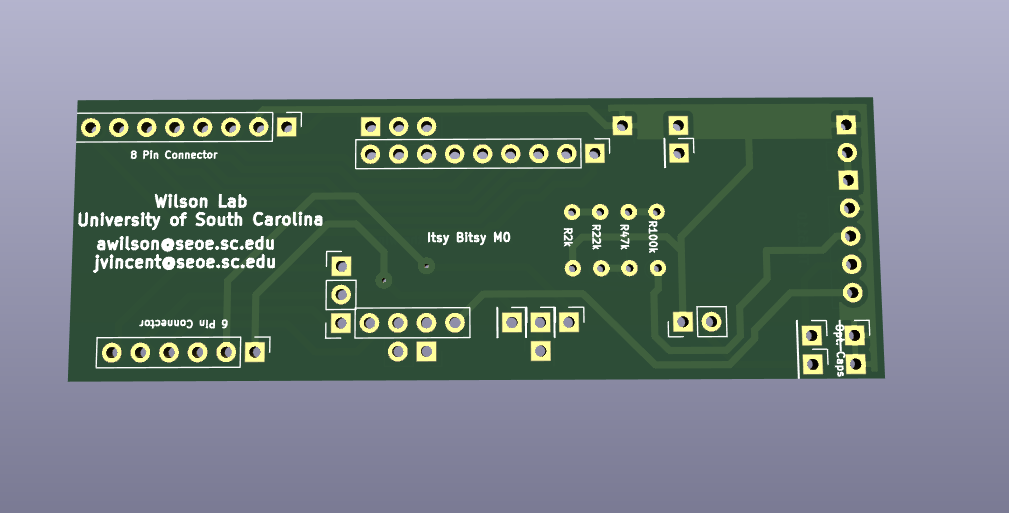 8 Pin Connector
Wilson Lab
University of South Carolina
awilson@seoe.sc.edu
jvincent@seoe.sc.edu
Itsy Bitsy M0
R2k
R22k
R47k
R100k
6 Pin Connector
Opt. Caps